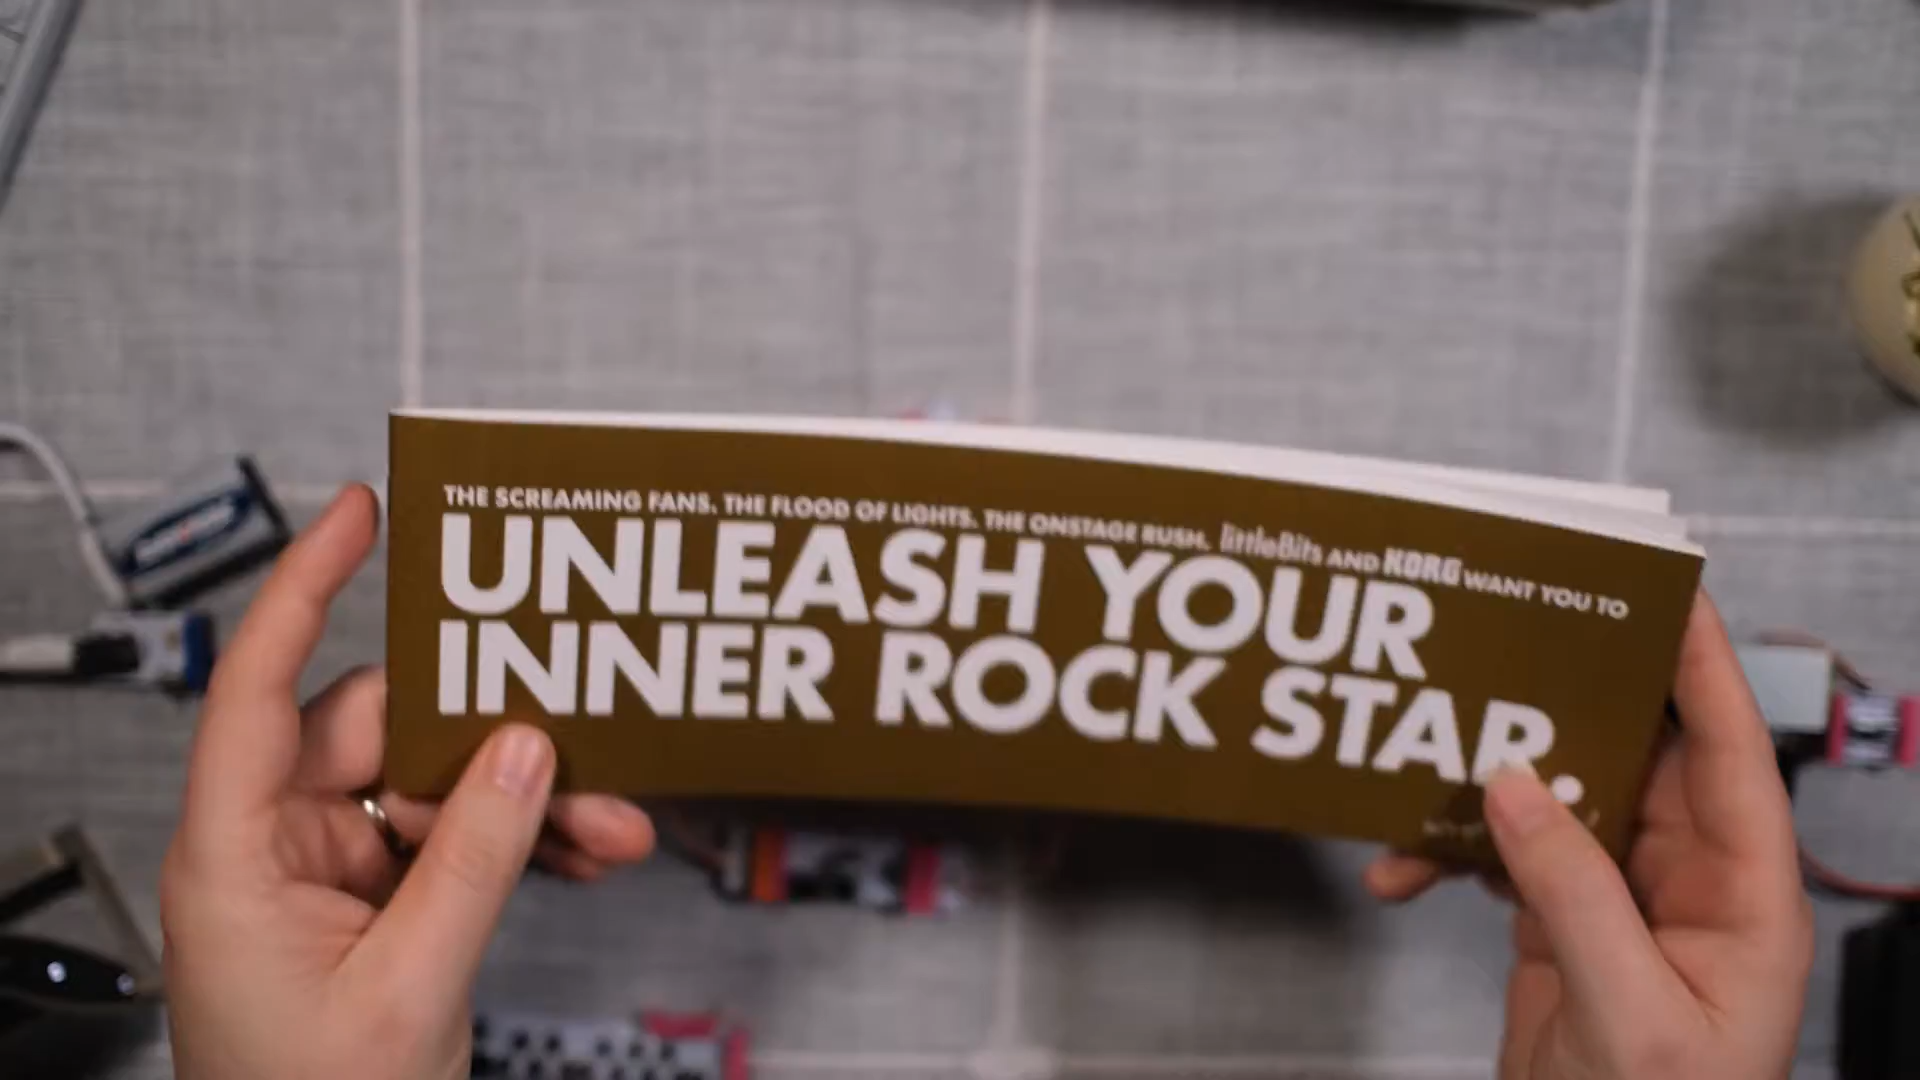 THE SCREAMING FANS. THE FLOOD OF LIGHTS. THE ONSTAGE RUSH. littleBits AND KORG WANT YOU TO
UNLEASH YOUR
INNER ROCK STAR.